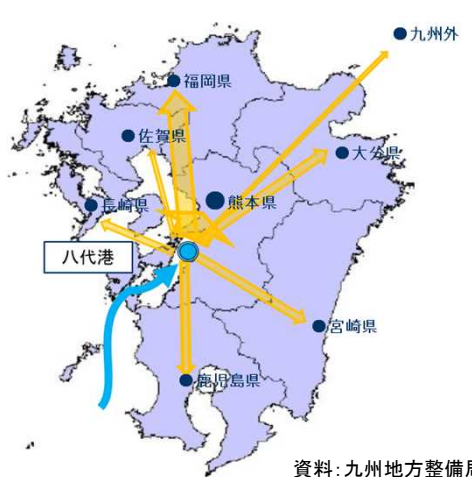 九州外
福岡県
佐賀県
大分県
長崎県
熊本県
八代港
宮崎県
鹿児島県
資料：九州地方整備局